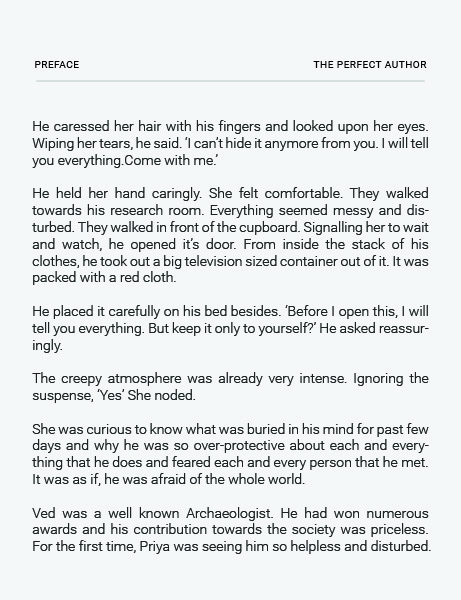 PREFACE THE PERFECT AUTHOR
He caressed her hair with his fingers and looked upon her eyes.
Wiping her tears, he said. ‘I can’t hide it anymore from you. I will tell
you everything.Come with me.’
He held her hand caringly. She felt comfortable. They walked
towards his research room. Everything seemed messy and dis-
turbed. They walked in front of the cupboard. Signalling her to wait
and watch, he opened it’s door. From inside the stack of his
clothes, he took out a big television sized container out of it. It was
packed with a red cloth.
He placed it carefully on his bed besides. ‘Before I open this, I will
tell you everything. But keep it only to yourself?’ He asked reassur-
ingly.
The creepy atmosphere was already very intense. Ignoring the
suspense, ‘Yes’ She noded.
She was curious to know what was buried in his mind for past few
days and why he was so over-protective about each and every-
thing that he does and feared each and every person that he met.
It was as if, he was afraid of the whole world.
Ved was a well known Archaeologist. He had won numerous
awards and his contribution towards the society was priceless.
For the first time, Priya was seeing him so helpless and disturbed.